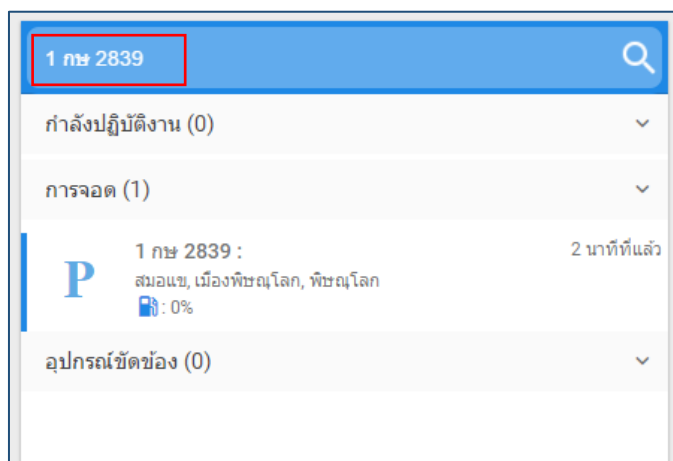 1 กษ 2839
กำลังปฏิบัติงาน (0)
การจอด (1)
P
1 กษ 2839 :
2 นาทีที่แล้ว
สมอแข, เมืองพิษณุโลก, พิษณุโลก
: 0%
อุปกรณ์ขัดข้อง (0)